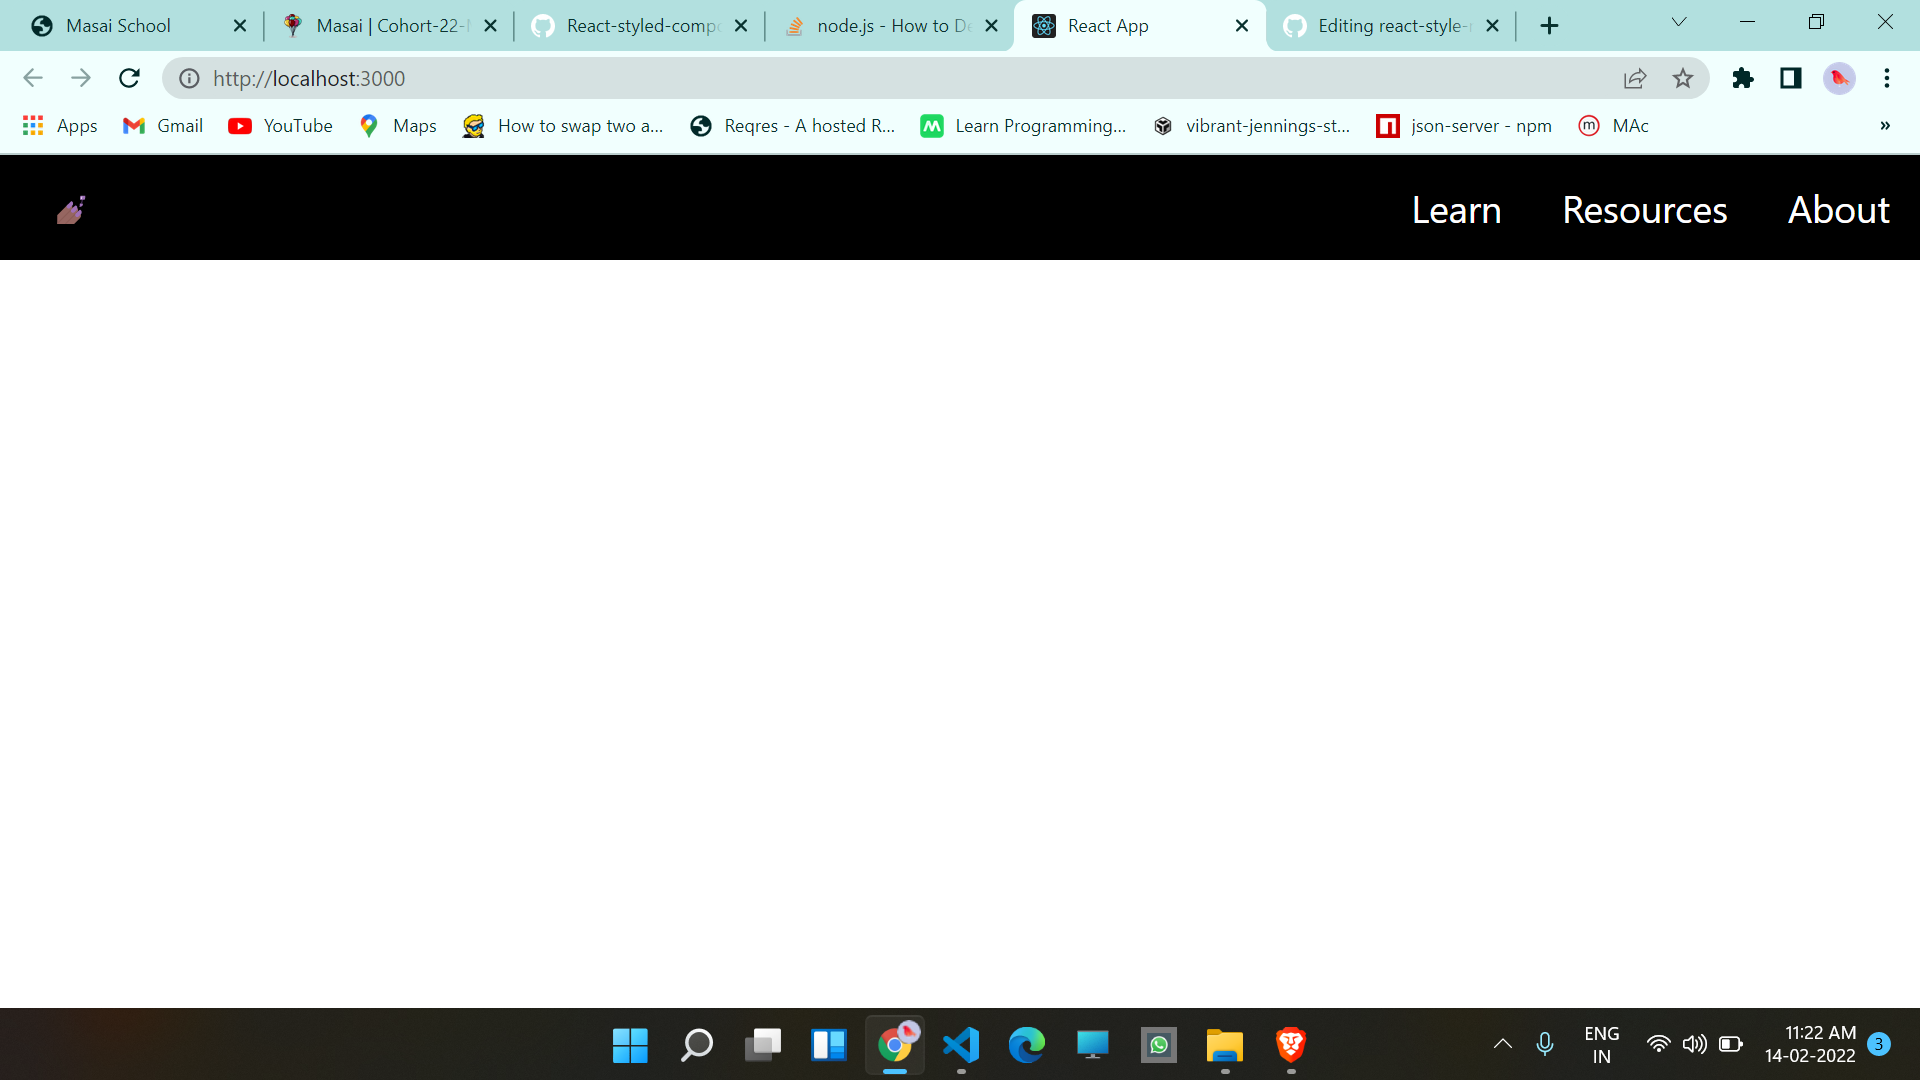 Masai School
Masai | Cohort-22-
React-styled-compo
node.js - How to De
React App
Editing react-style-
http://localhost:3000
Apps
Gmail
YouTube
Maps
How to swap two a...
Reqres - A hosted R...
Learn Programming...
vibrant-jennings-st...
json-server - npm
MAc
»
Learn
Resources
About
ENG
IN
11:22 AM
14-02-2022
3